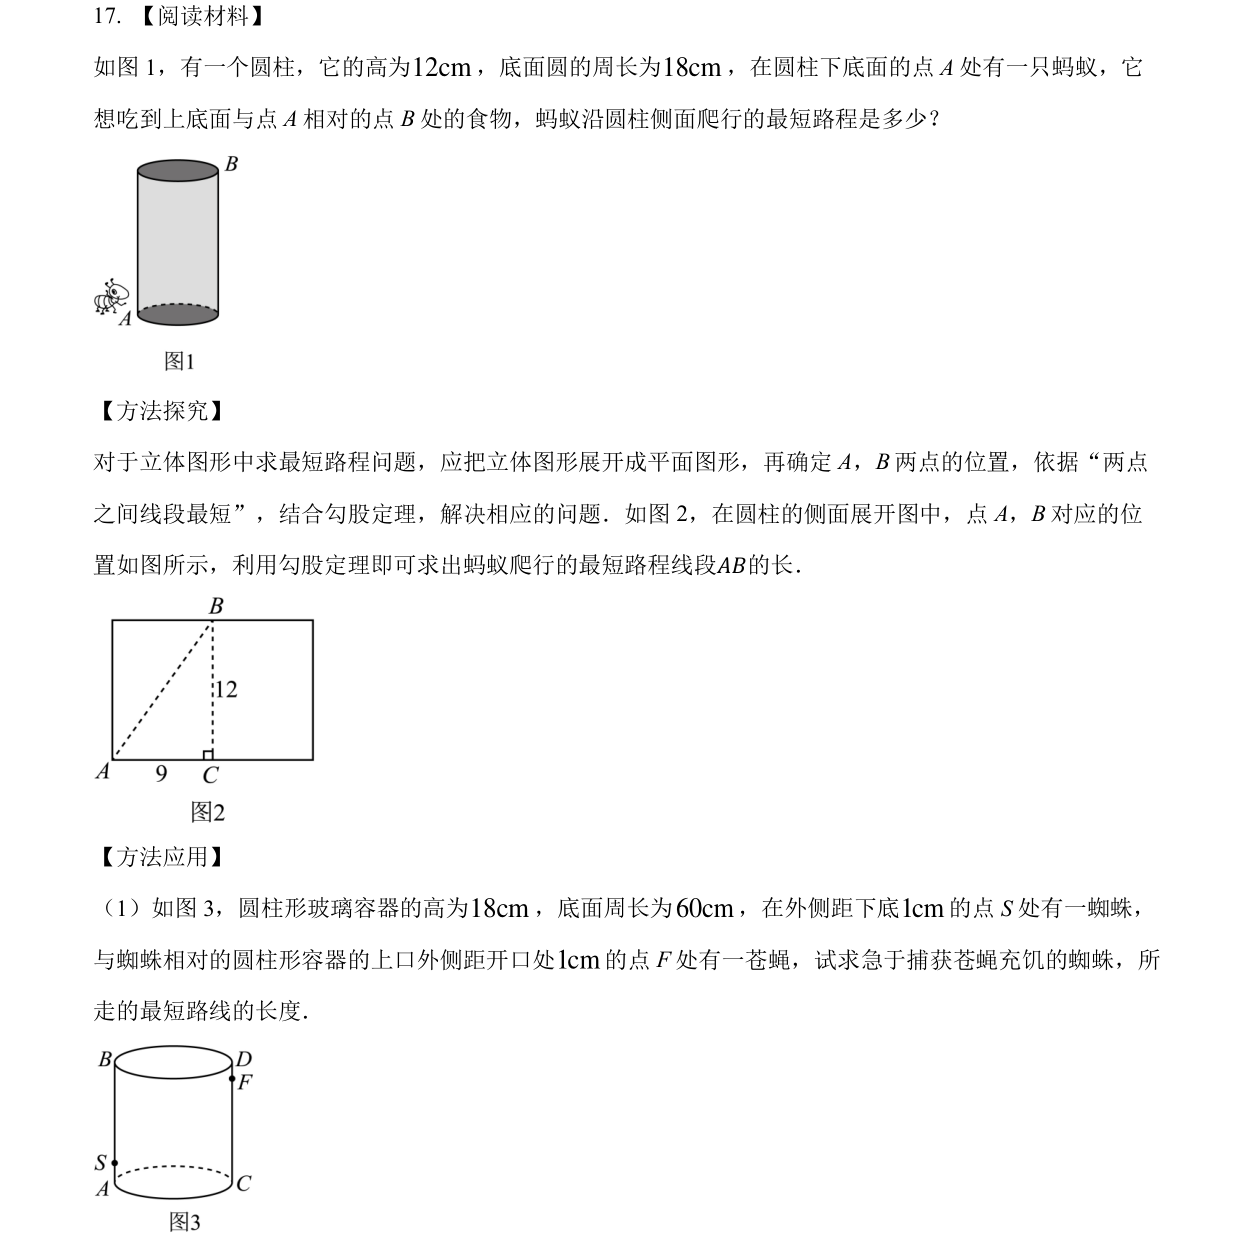 17. 【阅读材料】
如图 1，有一个圆柱，它的高为12cm，底面圆的周长为18cm，在圆柱下底面的点 A 处有一只蚂蚁，它
想吃到上底面与点 A 相对的点 B 处的食物，蚂蚁沿圆柱侧面爬行的最短路程是多少？
B
A
图1
【方法探究】
对于立体图形中求最短路程问题，应把立体图形展开成平面图形，再确定 A，B 两点的位置，依据“两点
之间线段最短”，结合勾股定理，解决相应的问题．如图 2，在圆柱的侧面展开图中，点 A，B 对应的位
置如图所示，利用勾股定理即可求出蚂蚁爬行的最短路程线段AB的长．
B
12
A 9 C
图2
【方法应用】
（1）如图 3，圆柱形玻璃容器的高为18cm，底面周长为60cm，在外侧距下底1cm的点 S 处有一蜘蛛，
与蜘蛛相对的圆柱形容器的上口外侧距开口处1cm的点 F 处有一苍蝇，试求急于捕获苍蝇充饥的蜘蛛，所
走的最短路线的长度．
B D
F
S
A C
图3